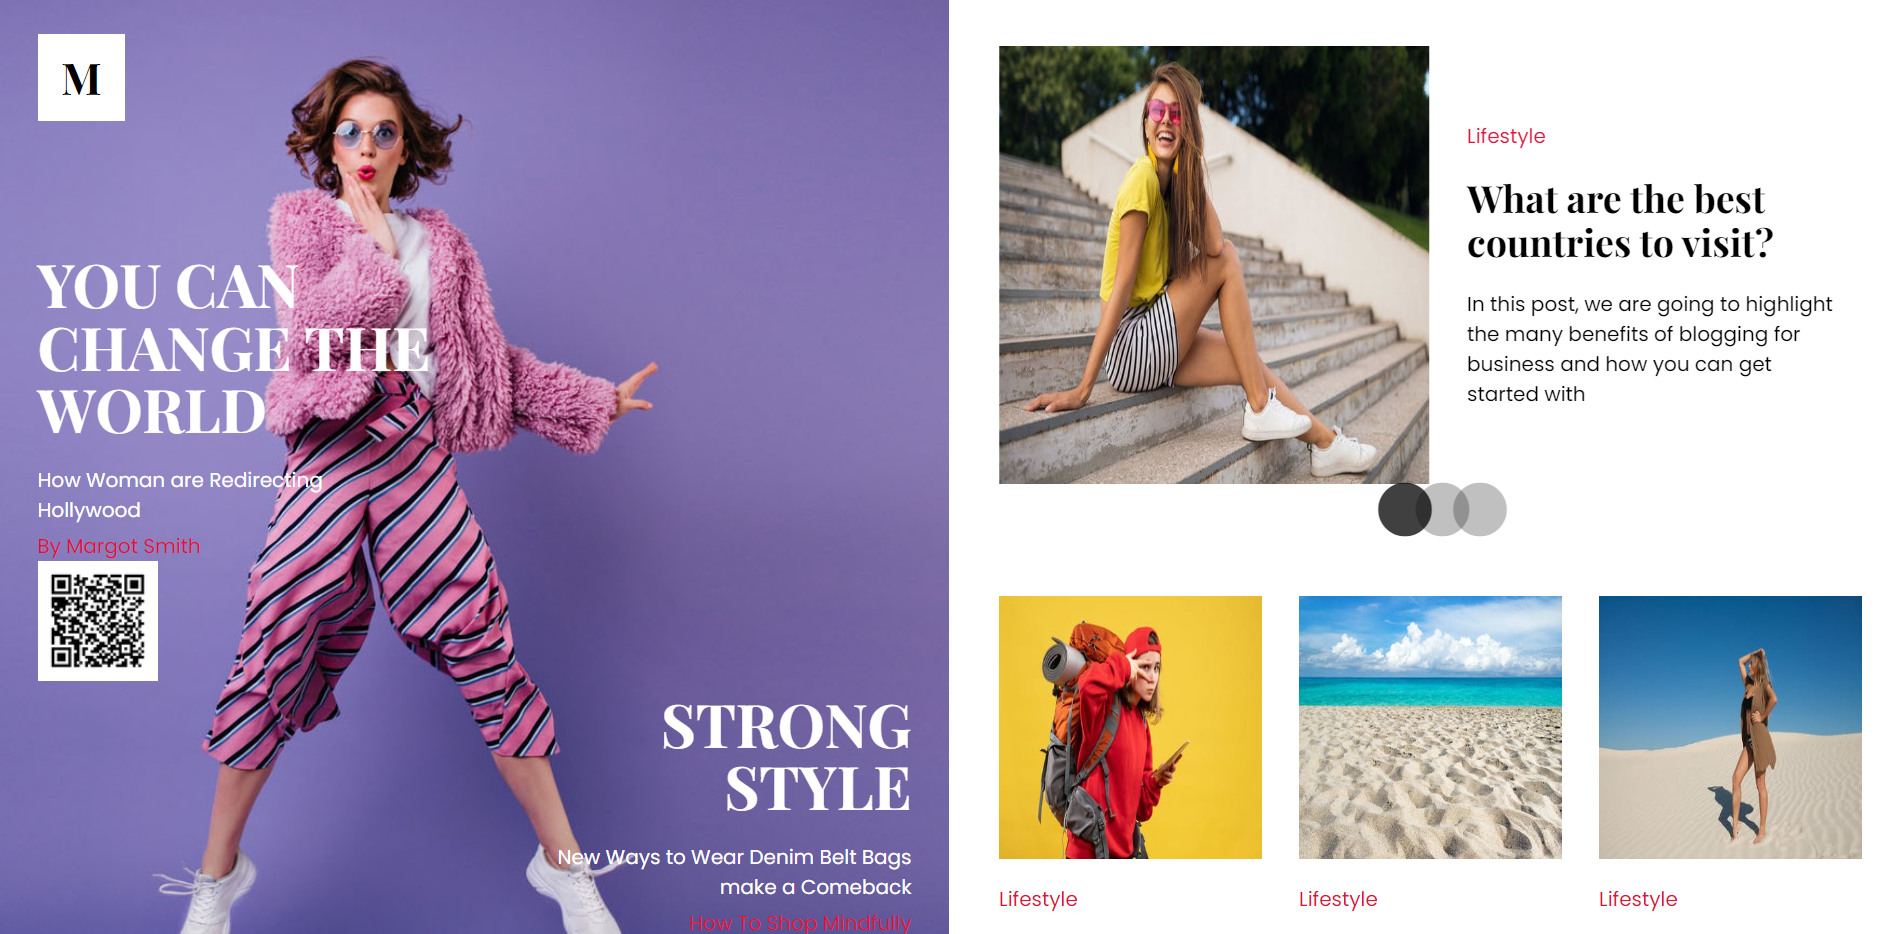 M
YOU CAN
CHANGE THE
WORLD
How Woman are Redirecting
Hollywood
By Margot Smith
STRONG
STYLE
New Ways to Wear Denim Belt Bags
make a Comeback
How To Shop Mindfully
Lifestyle
What are the best
countries to visit?
In this post, we are going to highlight
the many benefits of blogging for
business and how you can get
started with
Lifestyle
Lifestyle
Lifestyle